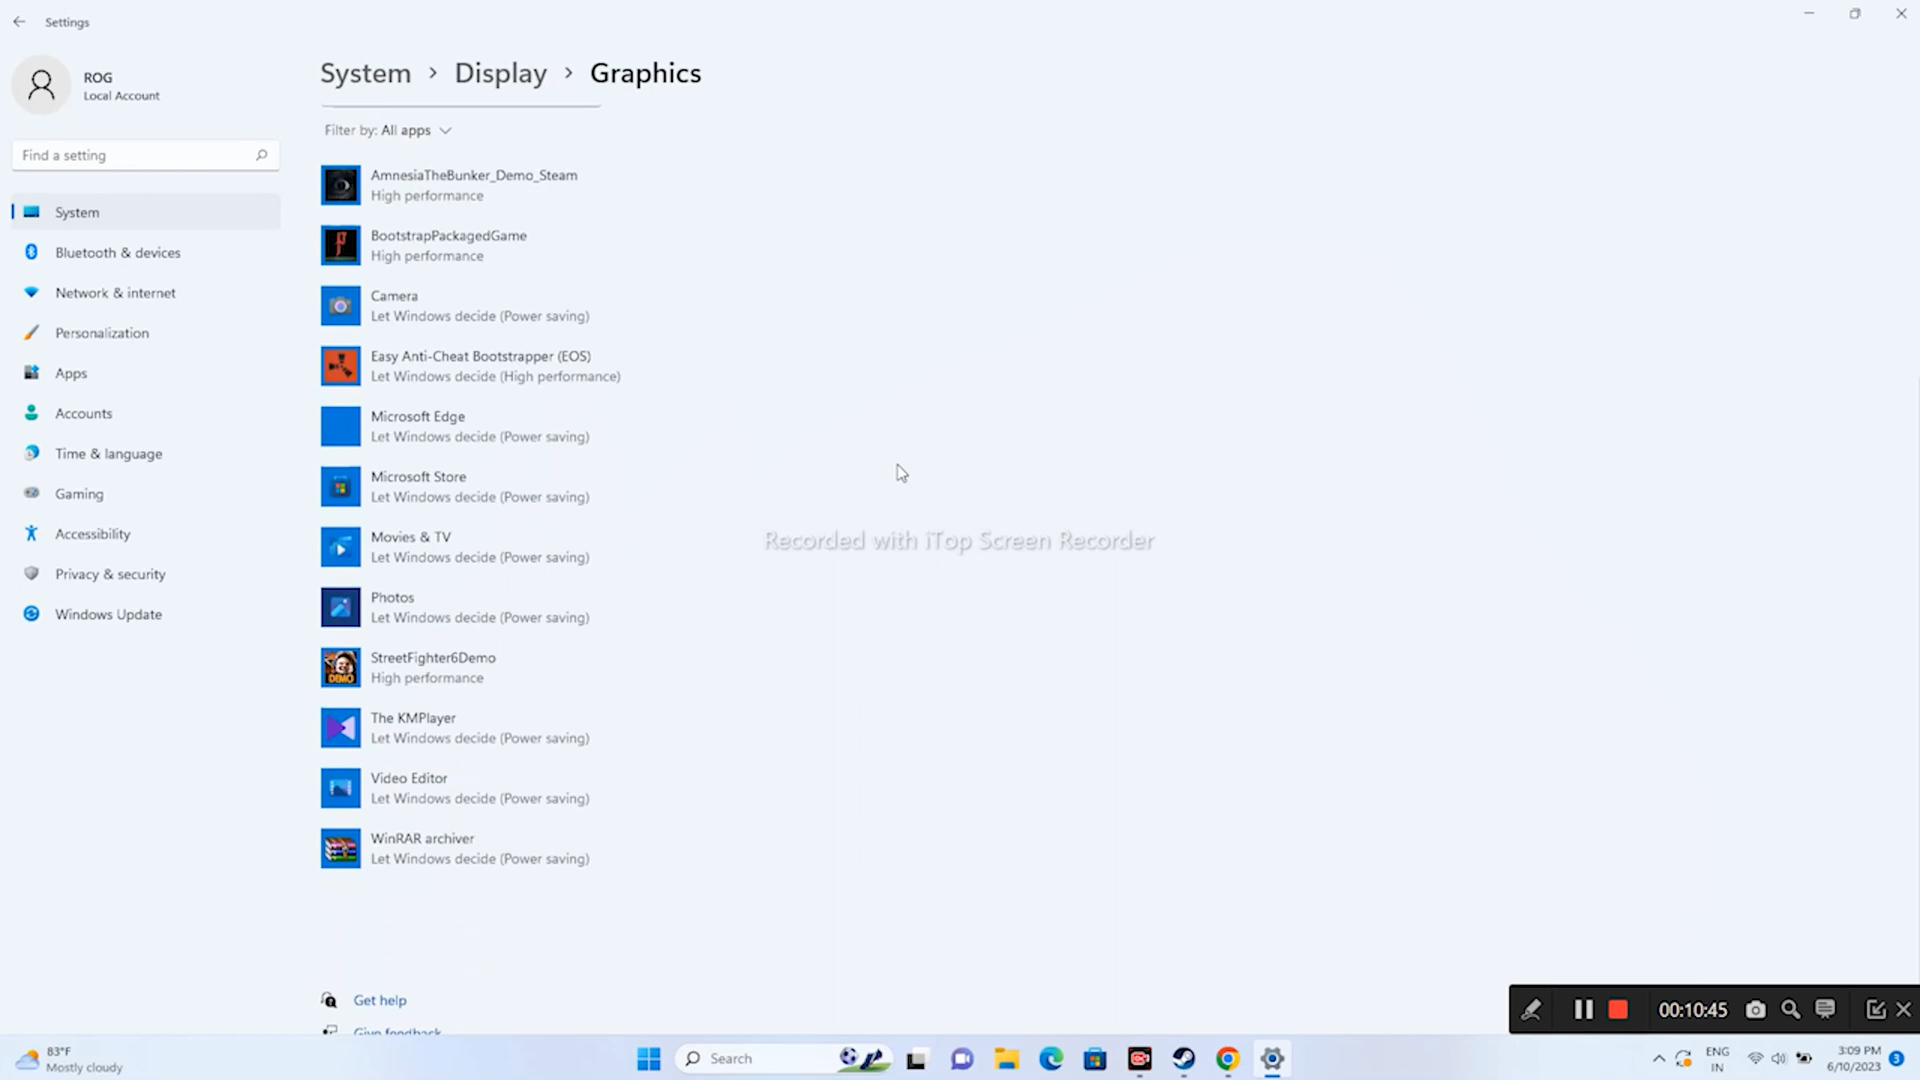 Settings
ROG
Local Account
Find a setting
System
Bluetooth & devices
Network & internet
Personalization
Apps
Accounts
Time & language
Gaming
Accessibility
Privacy & security
Windows Update
System > Display > Graphics
Filter by: All apps
AmnesiaTheBunker_Demo_Steam
High performance
BootstrapPackagedGame
High performance
Camera
Let Windows decide (Power saving)
Easy Anti-Cheat Bootstrapper (EOS)
Let Windows decide (High performance)
Microsoft Edge
Let Windows decide (Power saving)
Microsoft Store
Let Windows decide (Power saving)
Movies & TV
Let Windows decide (Power saving)
Photos
Let Windows decide (Power saving)
StreetFighter6Demo
DEMO
High performance
The KMPlayer
Let Windows decide (Power saving)
Video Editor
Let Windows decide (Power saving)
WinRAR archiver
Let Windows decide (Power saving)
Get help
Give feedback
Recorded with iTop Screen Recorder
00:10:45
83°F
Mostly cloudy
Search
ENG
IN
3:09 PM
6/10/2023
3